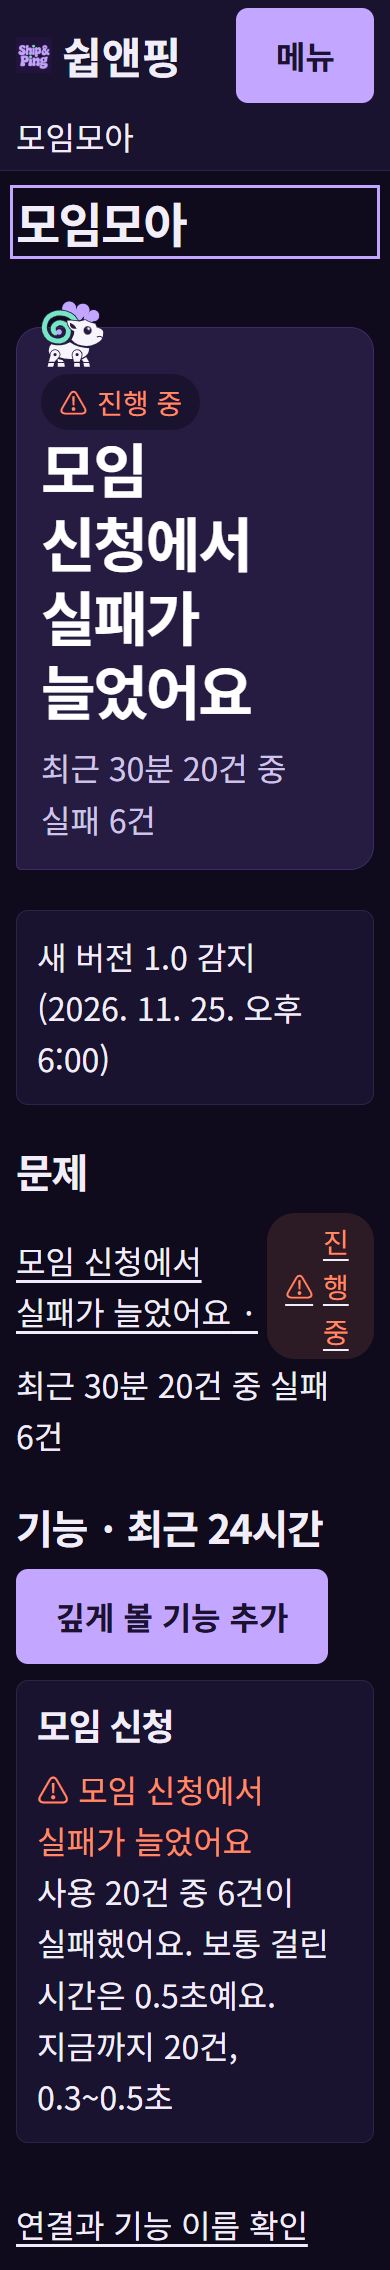 Ship&
Ping
쉽앤핑
메뉴
모임모아
모임모아
진행 중
모임
신청에서
실패가
늘었어요
최근 30분 20건 중
실패 6건
새 버전 1.0 감지
(2026. 11. 25. 오후
6:00)
문제
모임 신청에서
실패가 늘었어요 ·
진
행
중
최근 30분 20건 중 실패
6건
기능 · 최근 24시간
깊게 볼 기능 추가
모임 신청
모임 신청에서
실패가 늘었어요
사용 20건 중 6건이
실패했어요. 보통 걸린
시간은 0.5초예요.
지금까지 20건,
0.3~0.5초
연결과 기능 이름 확인